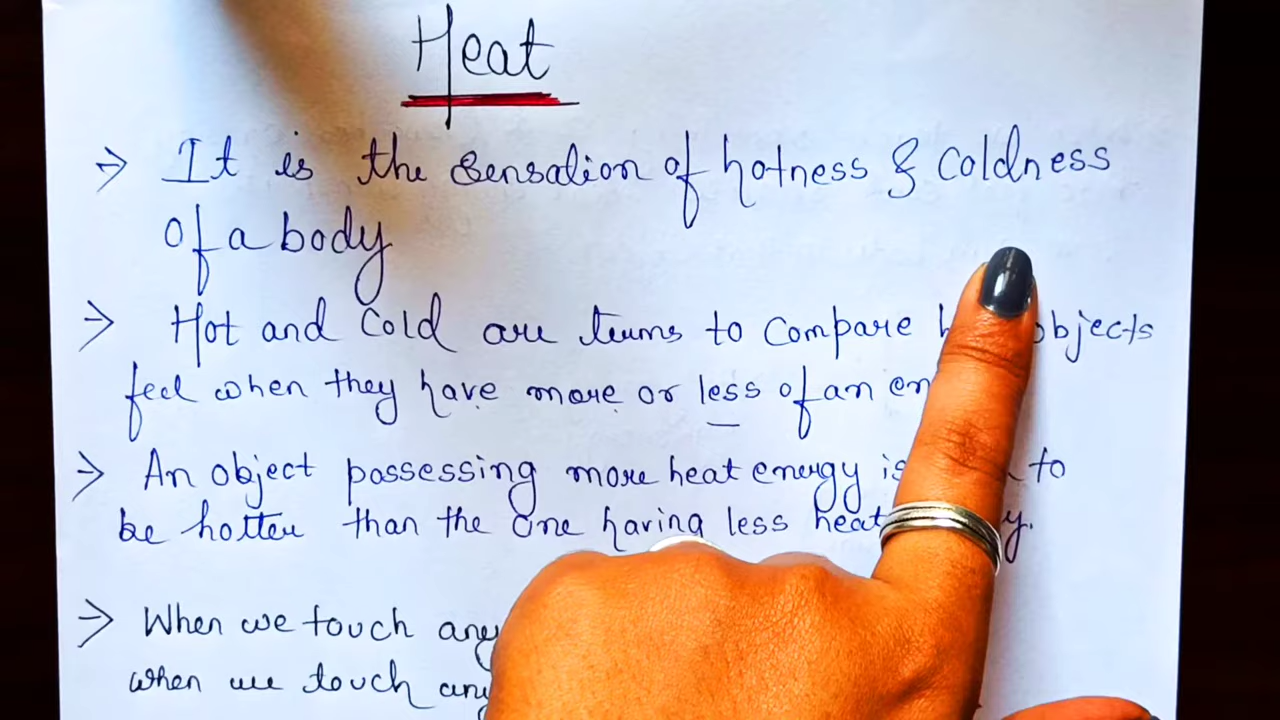 Heat
→ It is the sensation of hotness & coldness
of a body
→ Hot and cold are terms to compare objects
feel when they have more or less of an
→ An object possessing more heat energy is to
be hotter than the one having less heat
→ When we touch any
when we touch any